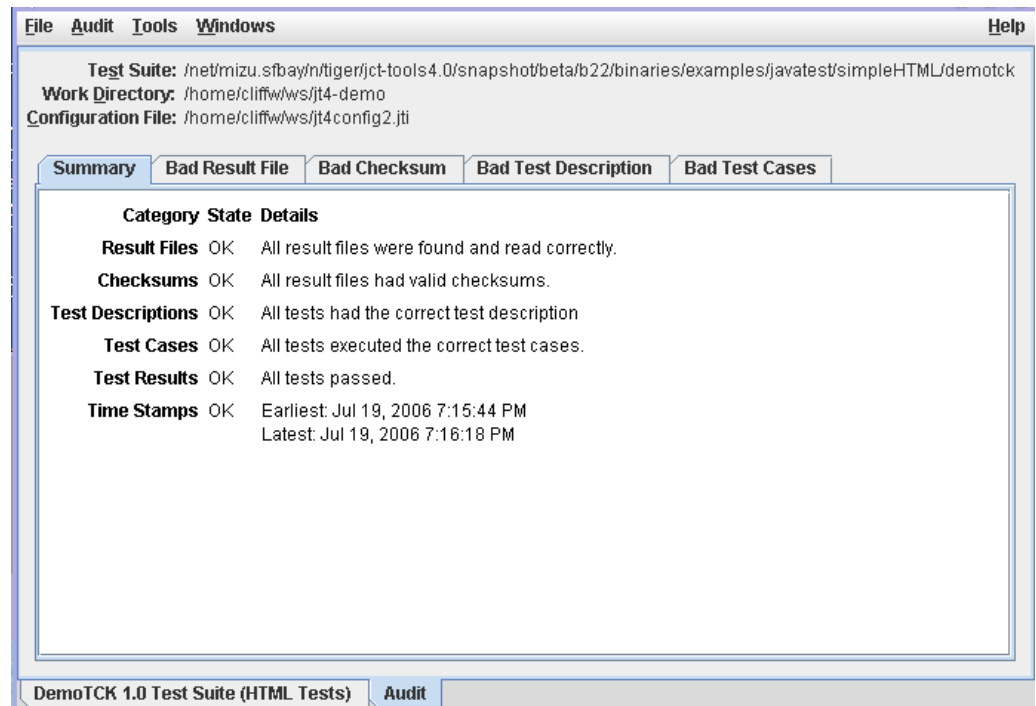 File Audit Tools Windows Help
Test Suite: /net/mizu.sfbay/n/tiger/jct-tools4.0/snapshot/beta/b22/binaries/examples/javatest/simpleHTML/demotck
Work Directory: /home/cliffw/ws/jt4-demo
Configuration File: /home/cliffw/ws/jt4config2.jti
Summary Bad Result File Bad Checksum Bad Test Description Bad Test Cases
Category State Details
Result Files OK All result files were found and read correctly.
Checksums OK All result files had valid checksums.
Test Descriptions OK All tests had the correct test description
Test Cases OK All tests executed the correct test cases.
Test Results OK All tests passed.
Time Stamps OK Earliest: Jul 19, 2006 7:15:44 PM
Latest: Jul 19, 2006 7:16:18 PM
DemoTCK 1.0 Test Suite (HTML Tests) Audit